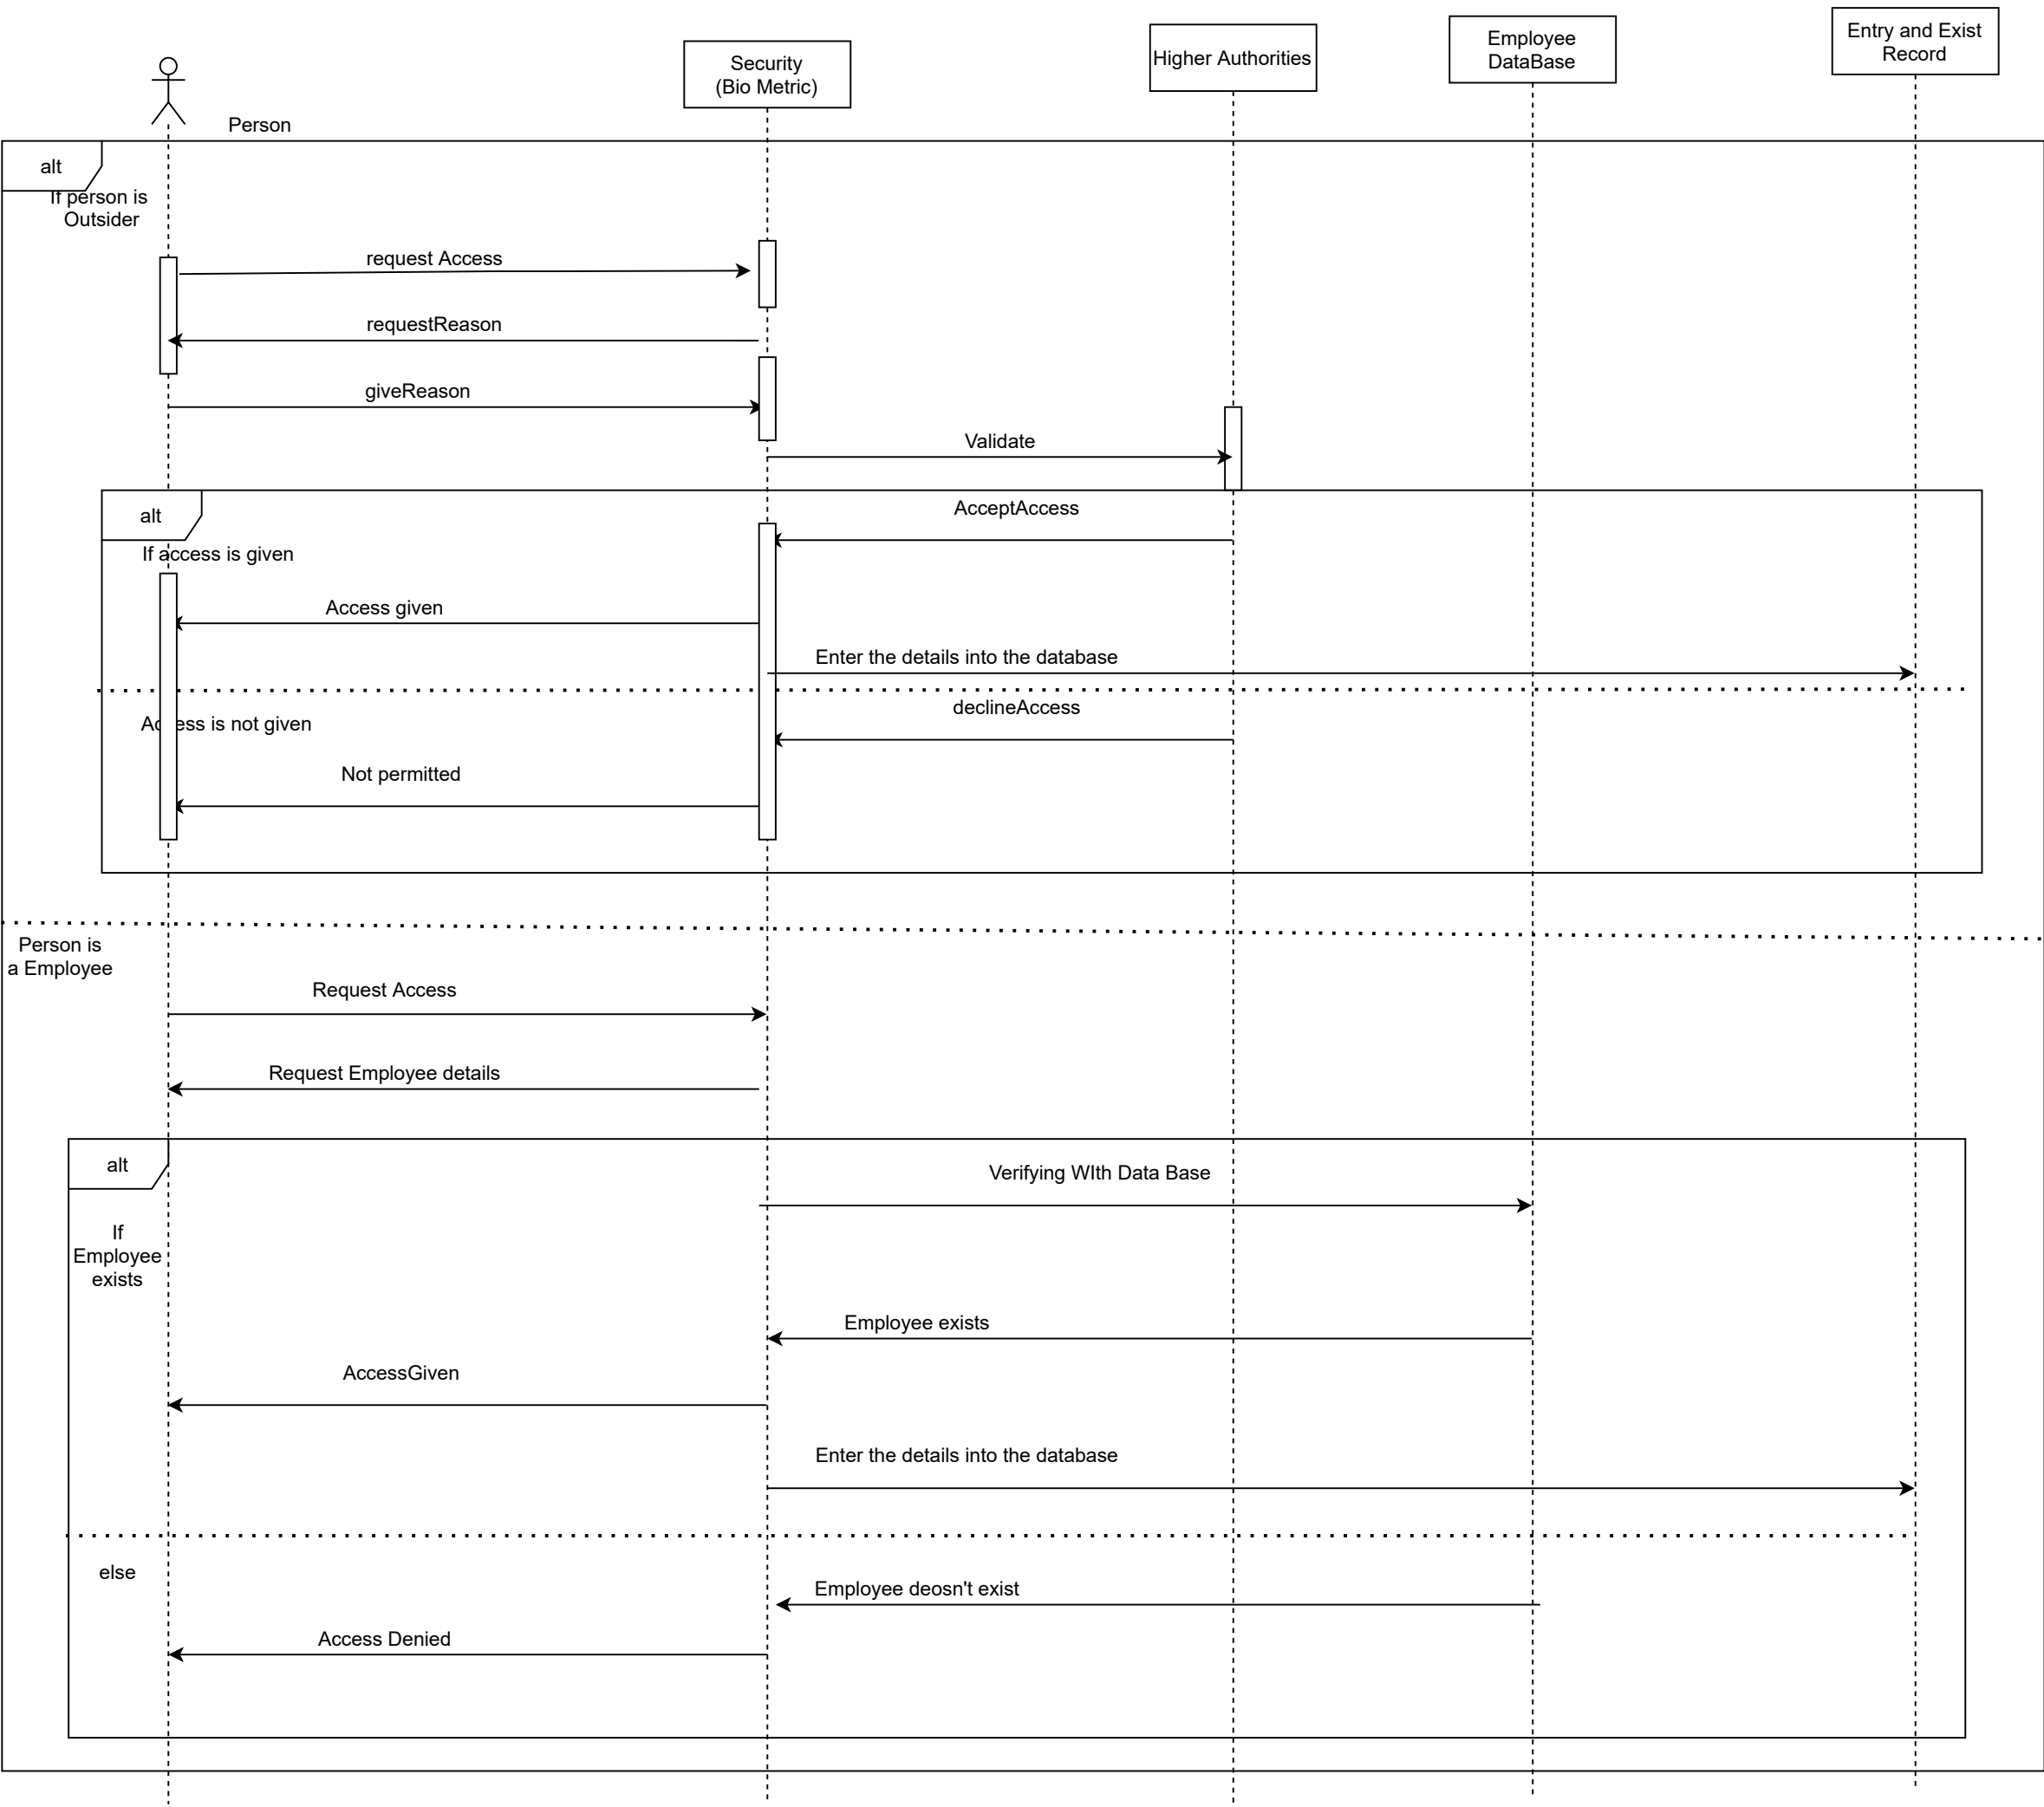 Entry and Exist
Record
Employee
DataBase
Higher Authorities
Security
(Bio Metric)
Person
alt
If person is
Outsider
request Access
requestReason
giveReason
Validate
alt
AcceptAccess
If access is given
Access given
Enter the details into the database
declineAccess
Access is not given
Not permitted
Person is
a Employee
Request Access
Request Employee details
alt
Verifying WIth Data Base
If
Employee
exists
Employee exists
AccessGiven
Enter the details into the database
else
Employee deosn't exist
Access Denied